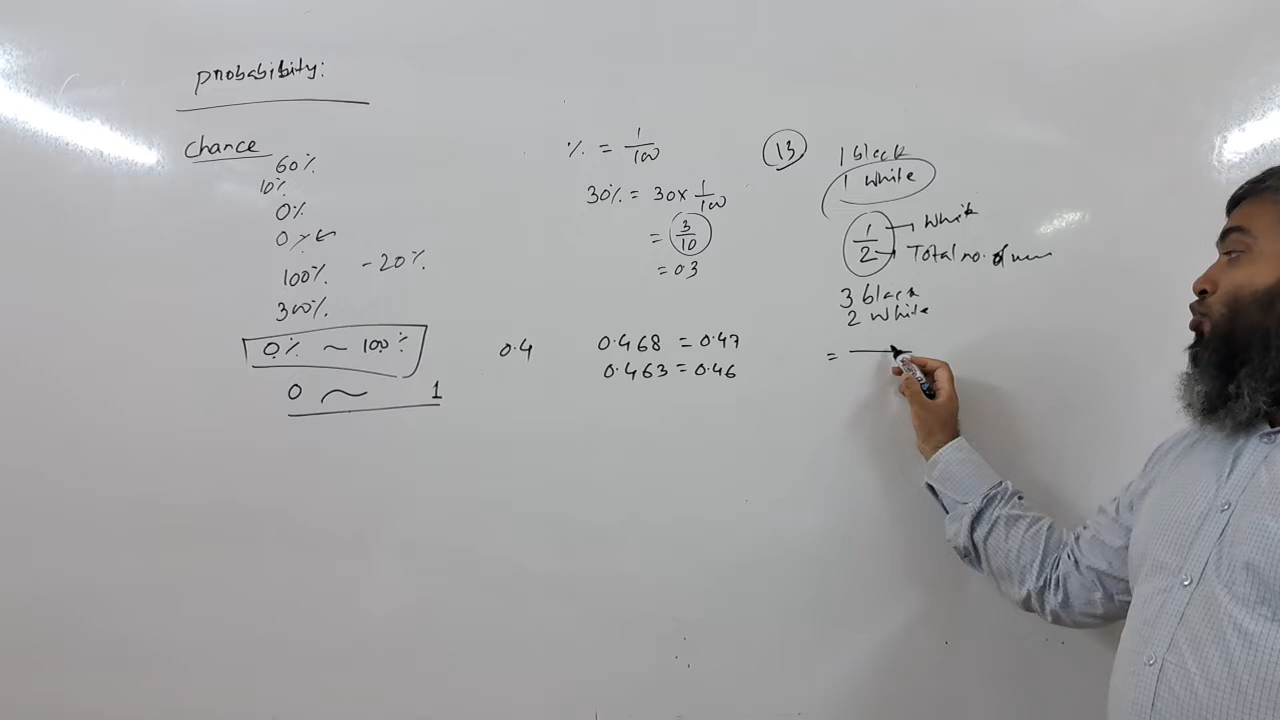 probability:
chance
60%
10%
0%
0%
100%
-20%
300%
0% ~ 100%
0 ~ 1
% = 1/100
30% = 30 x 1/100
= 3/10
= 0.3
0.4
0.468 = 0.47
0.463 = 0.46
13
1 black
1 white
1/2
Total no. of
3 black
2 white
=